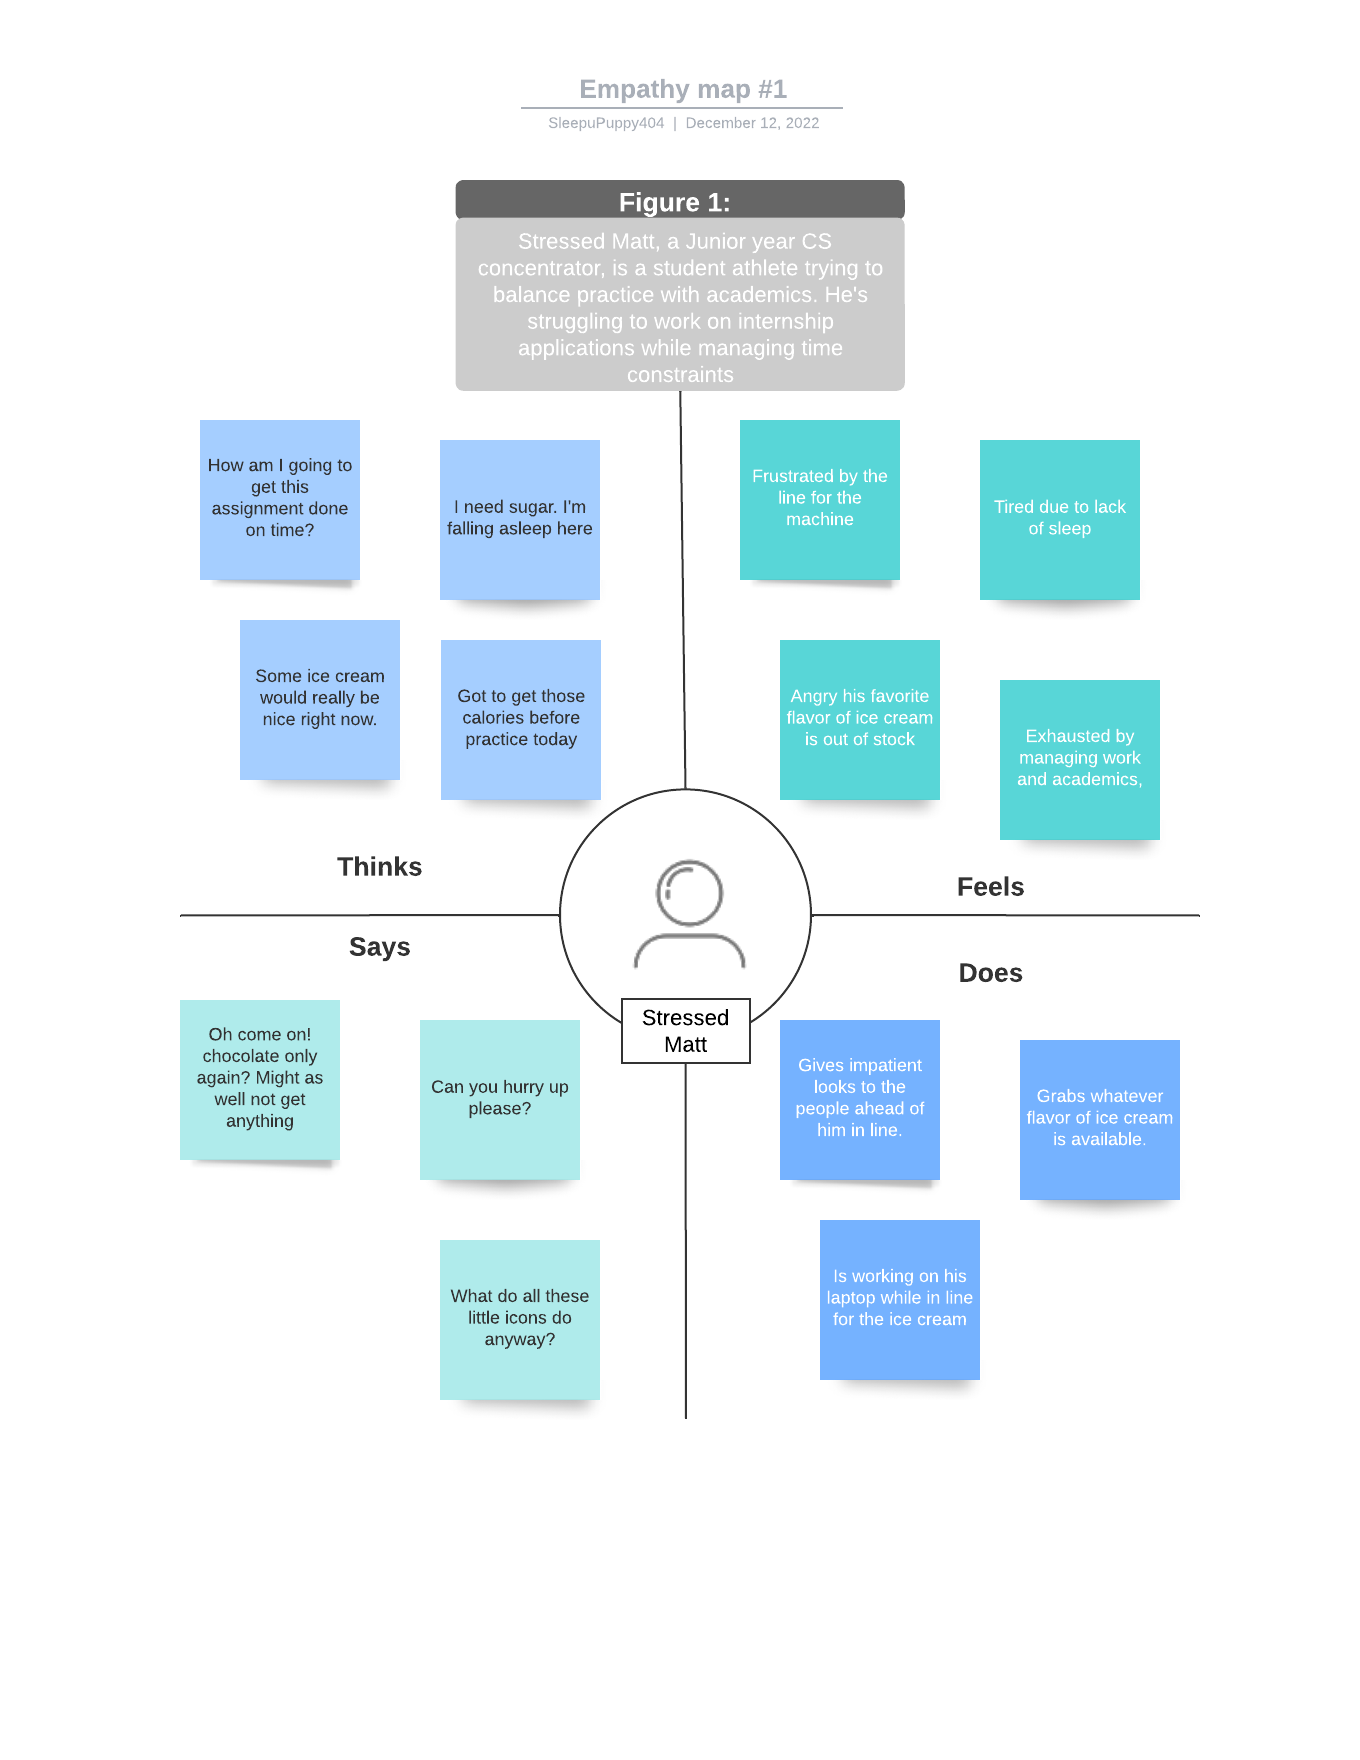 Empathy map #1
SleepuPuppy404 | December 12, 2022
Figure 1:
Stressed Matt, a Junior year CS
concentrator, is a student athlete trying to
balance practice with academics. He's
struggling to work on internship
applications while managing time
constraints
How am I going to
get this
assignment done
on time?
I need sugar. I'm
falling asleep here
Some ice cream
would really be
nice right now.
Got to get those
calories before
practice today
Thinks
Frustrated by the
line for the
machine
Tired due to lack
of sleep
Angry his favorite
flavor of ice cream
is out of stock
Exhausted by
managing work
and academics,
Feels
Says
Oh come on!
chocolate only
again? Might as
well not get
anything
Can you hurry up
please?
What do all these
little icons do
anyway?
Stressed
Matt
Does
Gives impatient
looks to the
people ahead of
him in line.
Grabs whatever
flavor of ice cream
is available.
Is working on his
laptop while in line
for the ice cream